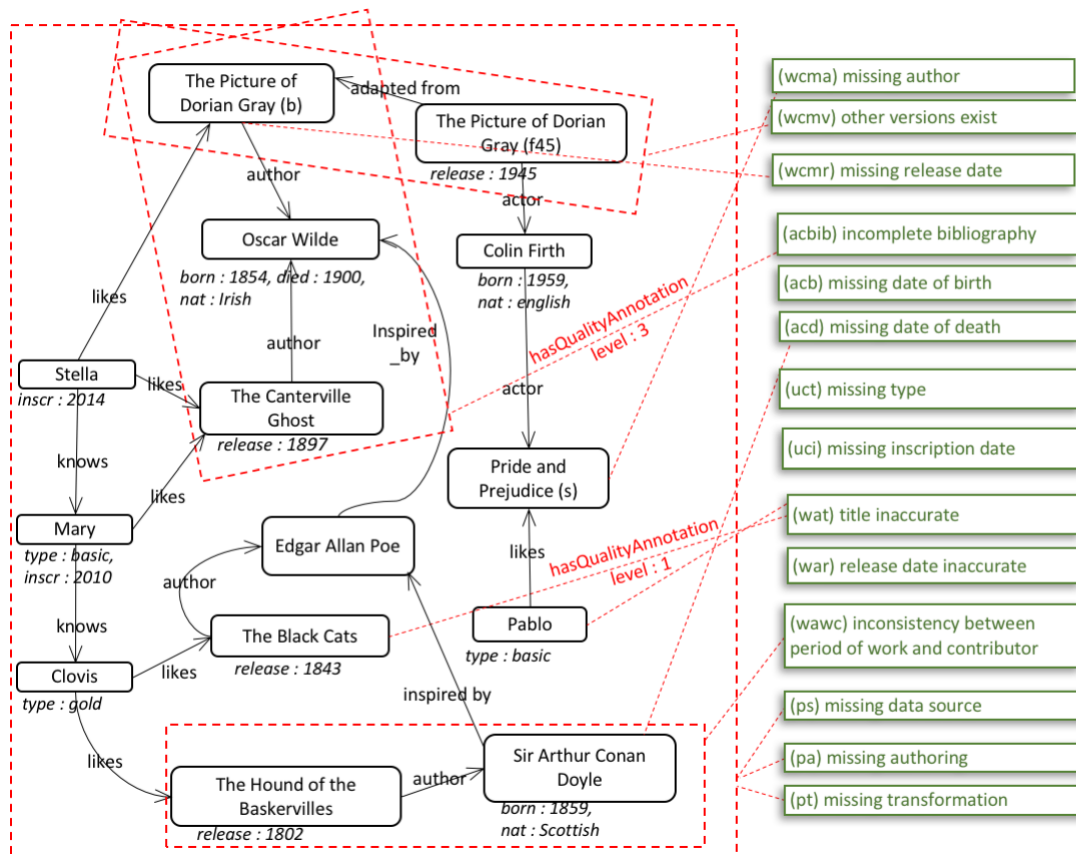 The Picture of
Dorian Gray (b)
adapted from
The Picture of Dorian
Gray (f45)
release : 1945
author
actor
Oscar Wilde
born : 1854, died : 1900,
nat : Irish
Colin Firth
born : 1959,
nat : english
likes
author
Inspired
_by
hasQualityAnnotation
level : 3
Stella
inscr : 2014
likes
The Canterville
Ghost
release : 1897
actor
knows
likes
Pride and
Prejudice (s)
Mary
type : basic,
inscr : 2010
Edgar Allan Poe
author
likes
hasQualityAnnotation
level : 1
knows
The Black Cats
release : 1843
Pablo
type : basic
Clovis
type : gold
likes
inspired by
likes
The Hound of the
Baskervilles
release : 1802
author
Sir Arthur Conan
Doyle
born : 1859,
nat : Scottish
(wcma) missing author
(wcmv) other versions exist
(wcmr) missing release date
(acbib) incomplete bibliography
(acb) missing date of birth
(acd) missing date of death
(uct) missing type
(uci) missing inscription date
(wat) title inaccurate
(war) release date inaccurate
(wawc) inconsistency between
period of work and contributor
(ps) missing data source
(pa) missing authoring
(pt) missing transformation